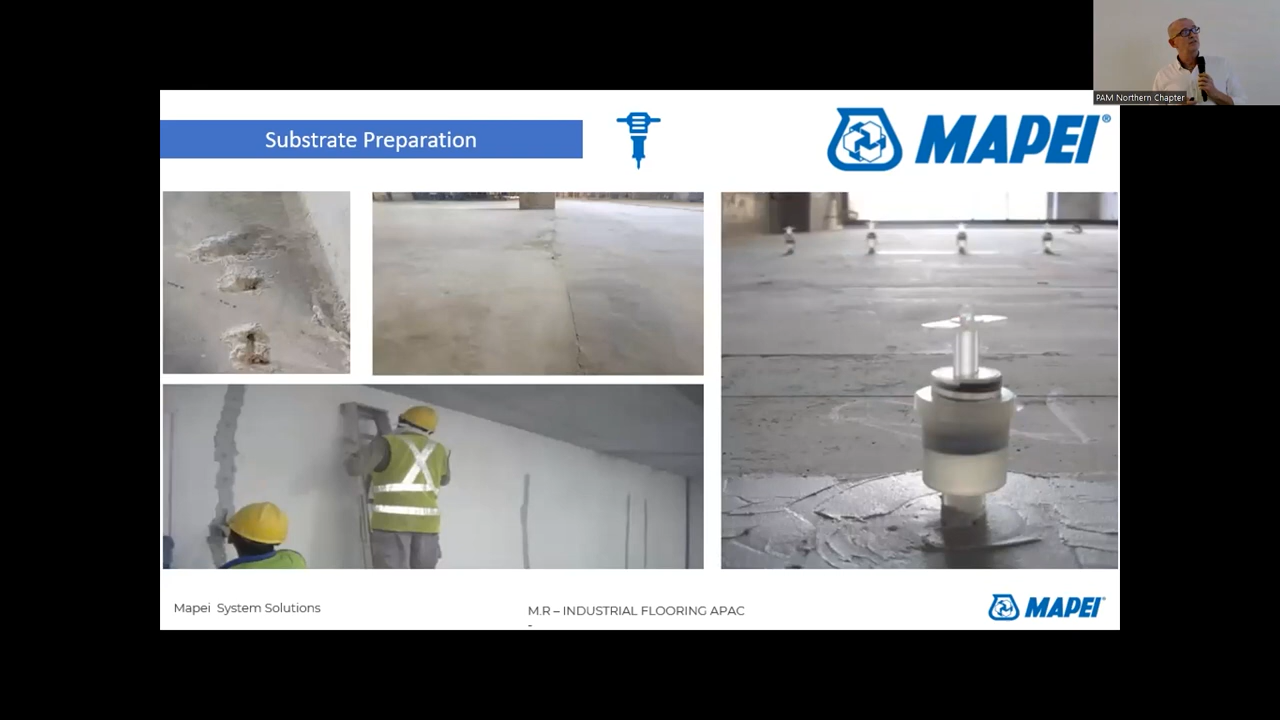 PAM Northern Chapter
Substrate Preparation
MAPEI®
Mapei System Solutions
M.R – INDUSTRIAL FLOORING APAC
-
MAPEI®